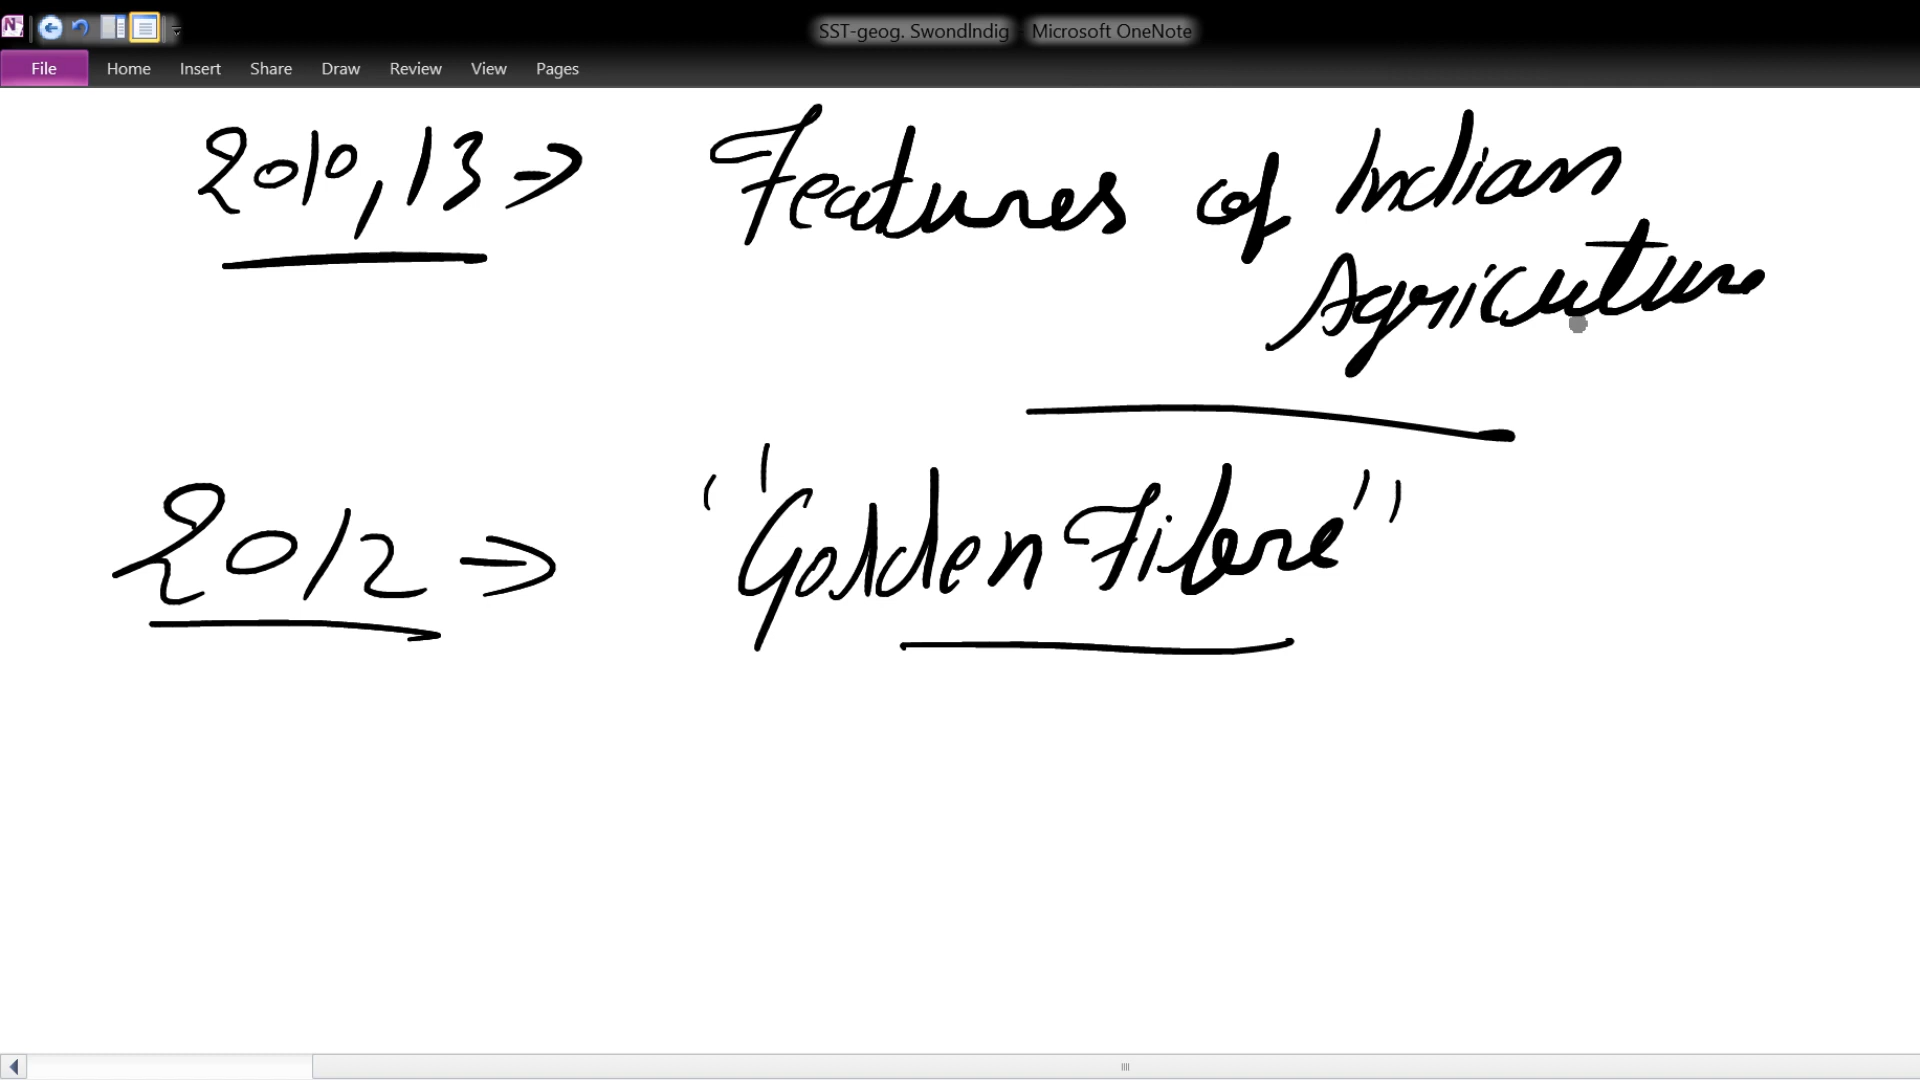 SST-geog. SwondIndig - Microsoft OneNote
File Home Insert Share Draw Review View Pages
2010, 13 ⇒ Features of Indian
Agricuture
2012 ⇒ "Golden Fibre"